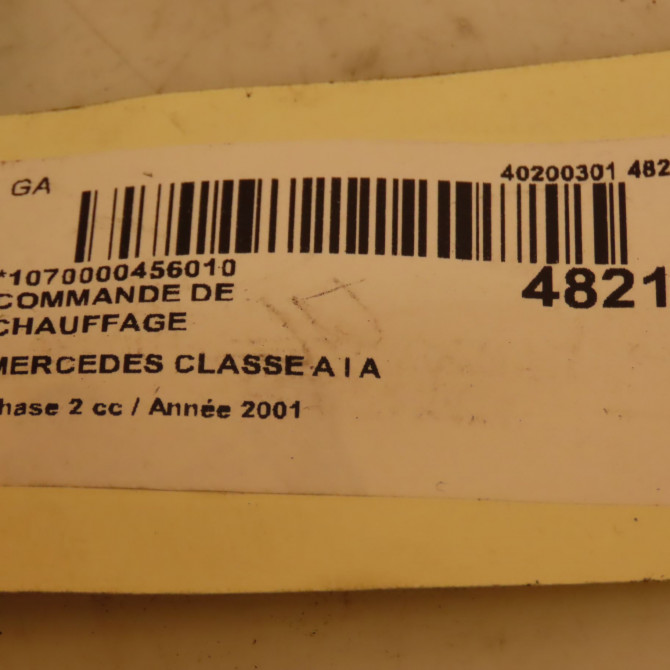 GA
40200301 482
*1070000456010
4821
COMMANDE DE
CHAUFFAGE
MERCEDES CLASSE A I A
hase 2 cc / Année 2001